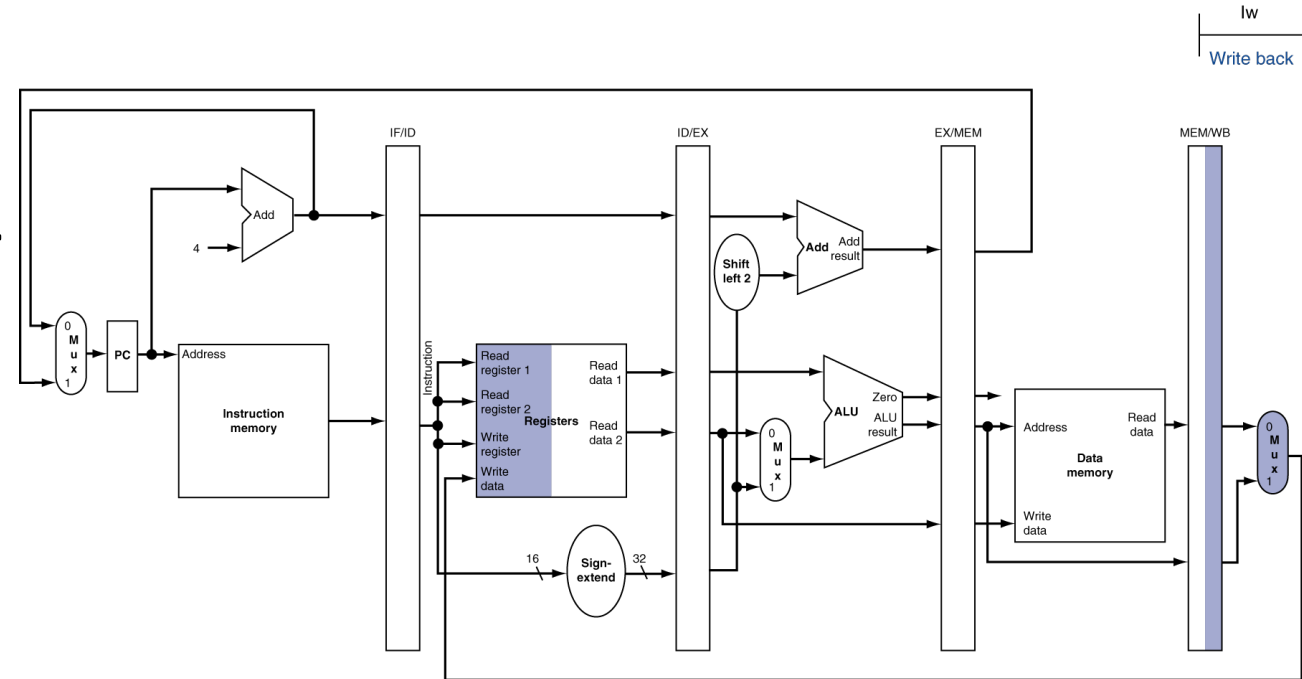 lw
Write back
IF/ID
ID/EX
EX/MEM
MEM/WB
Add
4
Add
Add
result
Shift
left 2
0
M
u
x
1
PC
Address
Instruction
memory
Instruction
Read
register 1
Read
register 2
Write
register
Write
data
Registers
Read
data 1
Read
data 2
16
Sign-
extend
32
0
M
u
x
1
ALU
Zero
ALU
result
Address
Data
memory
Read
data
Write
data
0
M
u
x
1